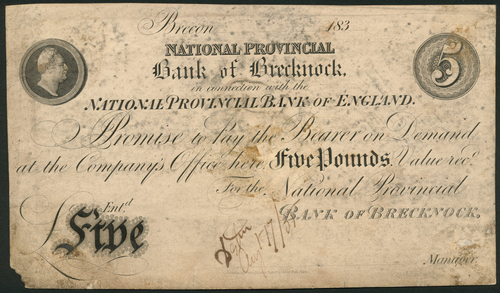 Brecon 183
NATIONAL PROVINCIAL
Bank of Brecknock.
in connection with the
NATIONAL PROVINCIAL BANK OF ENGLAND.
5
I Promise to Pay the Bearer on Demand
at the Company's Office here, Five Pounds, Value recd.
For the National Provincial
BANK OF BRECKNOCK.
Entd.
£ Five
Manager.